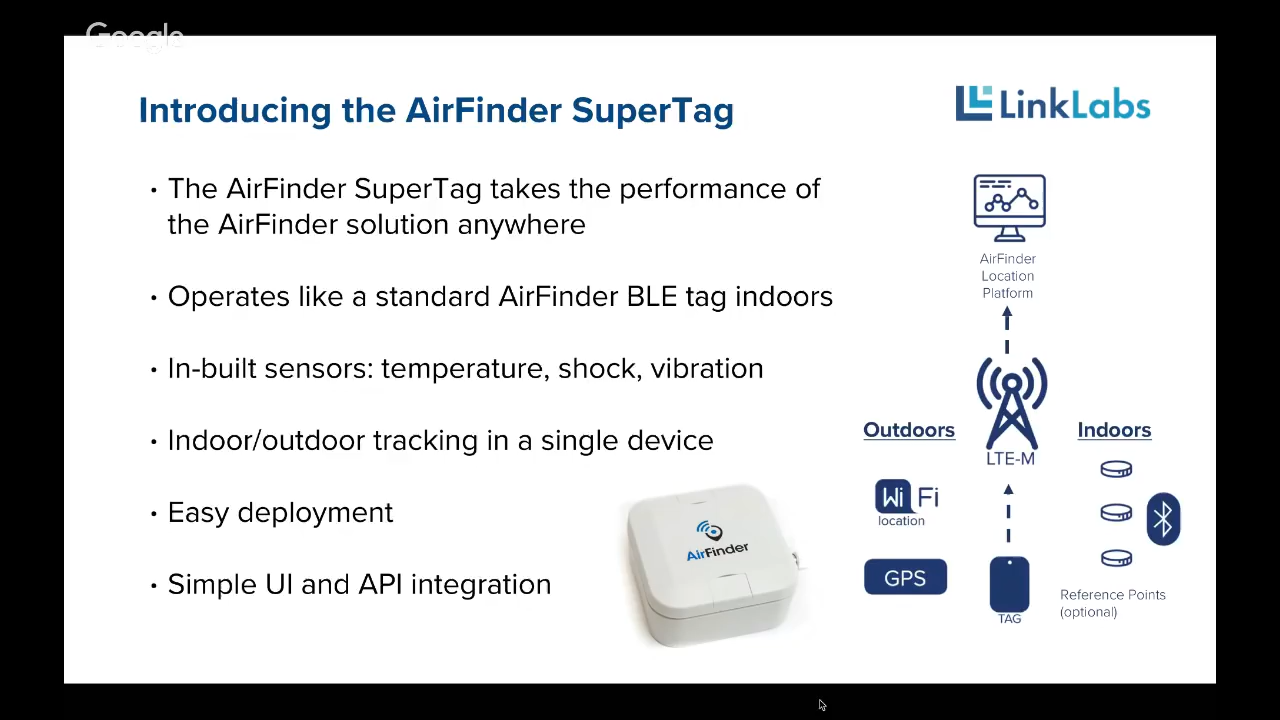 Google
Introducing the AirFinder SuperTag
LinkLabs
• The AirFinder SuperTag takes the performance of
the AirFinder solution anywhere
• Operates like a standard AirFinder BLE tag indoors
• In-built sensors: temperature, shock, vibration
• Indoor/outdoor tracking in a single device
• Easy deployment
• Simple UI and API integration
AirFinder
AirFinder
Location
Platform
LTE-M
Outdoors
WiFi
location
GPS
TAG
Indoors
Reference Points
(optional)